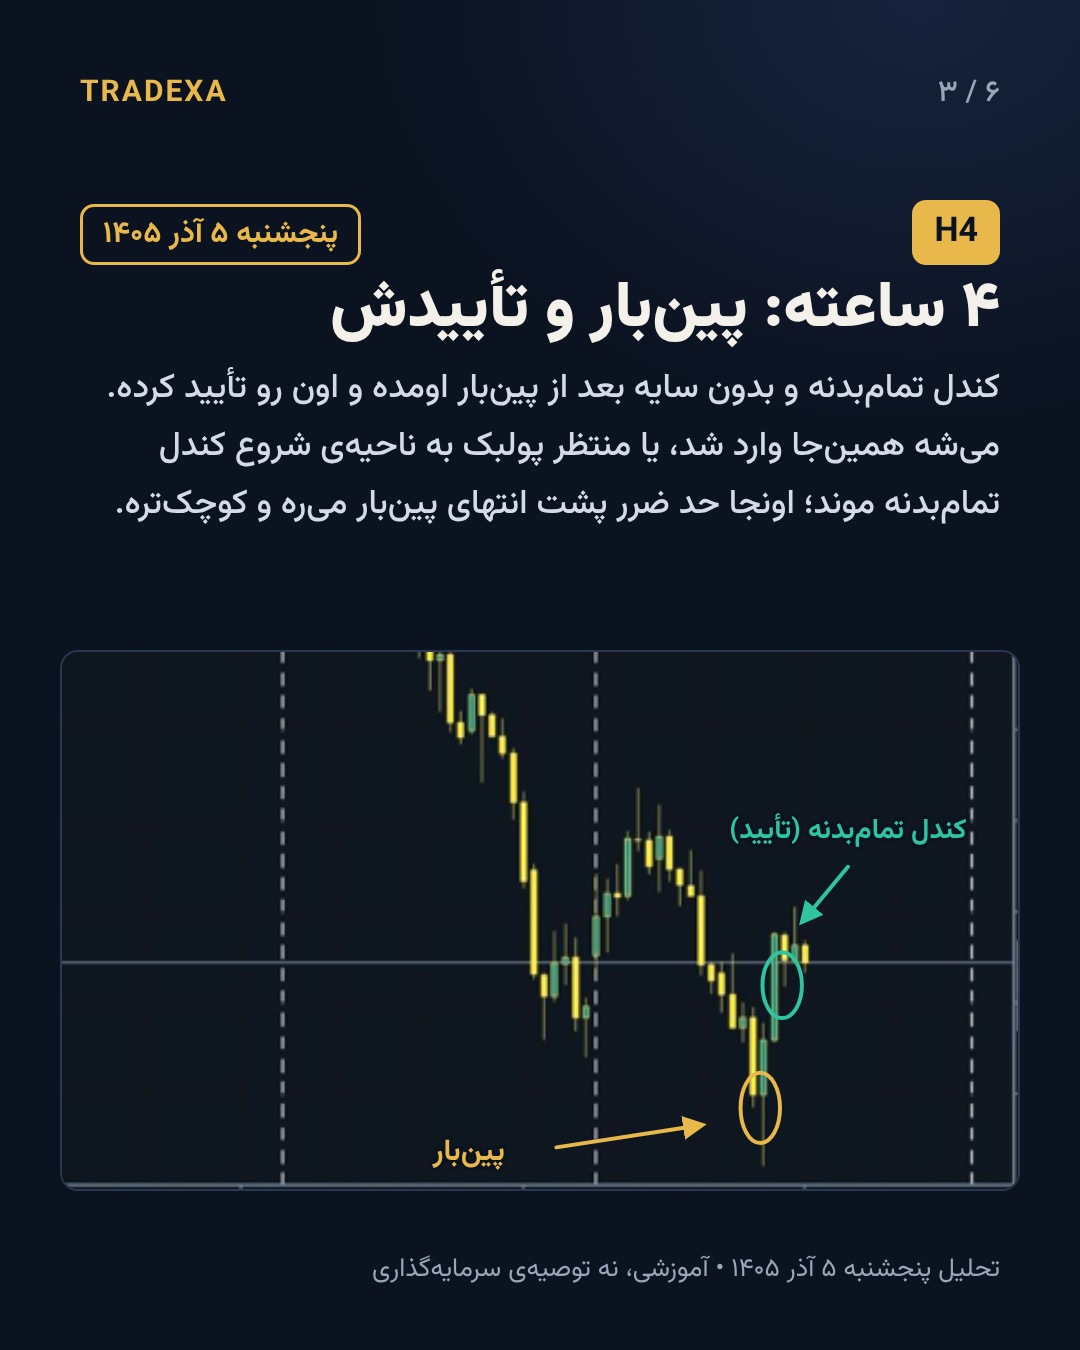 TRADEXA
۳ / ۶
H4
پنجشنبه ۵ آذر ۱۴۰۵
۴ ساعته: پین‌بار و تأییدش
کندل تمام‌بدنه و بدون سایه بعد از پین‌بار اومده و اون رو تأیید کرده.
می‌شه همین‌جا وارد شد، یا منتظر پولبک به ناحیه‌ی شروع کندل
تمام‌بدنه موند؛ اونجا حد ضرر پشت انتهای پین‌بار می‌ره و کوچک‌تره.
کندل تمام‌بدنه (تأیید)
پین‌بار
تحلیل پنجشنبه ۵ آذر ۱۴۰۵ • آموزشی، نه توصیه‌ی سرمایه‌گذاری